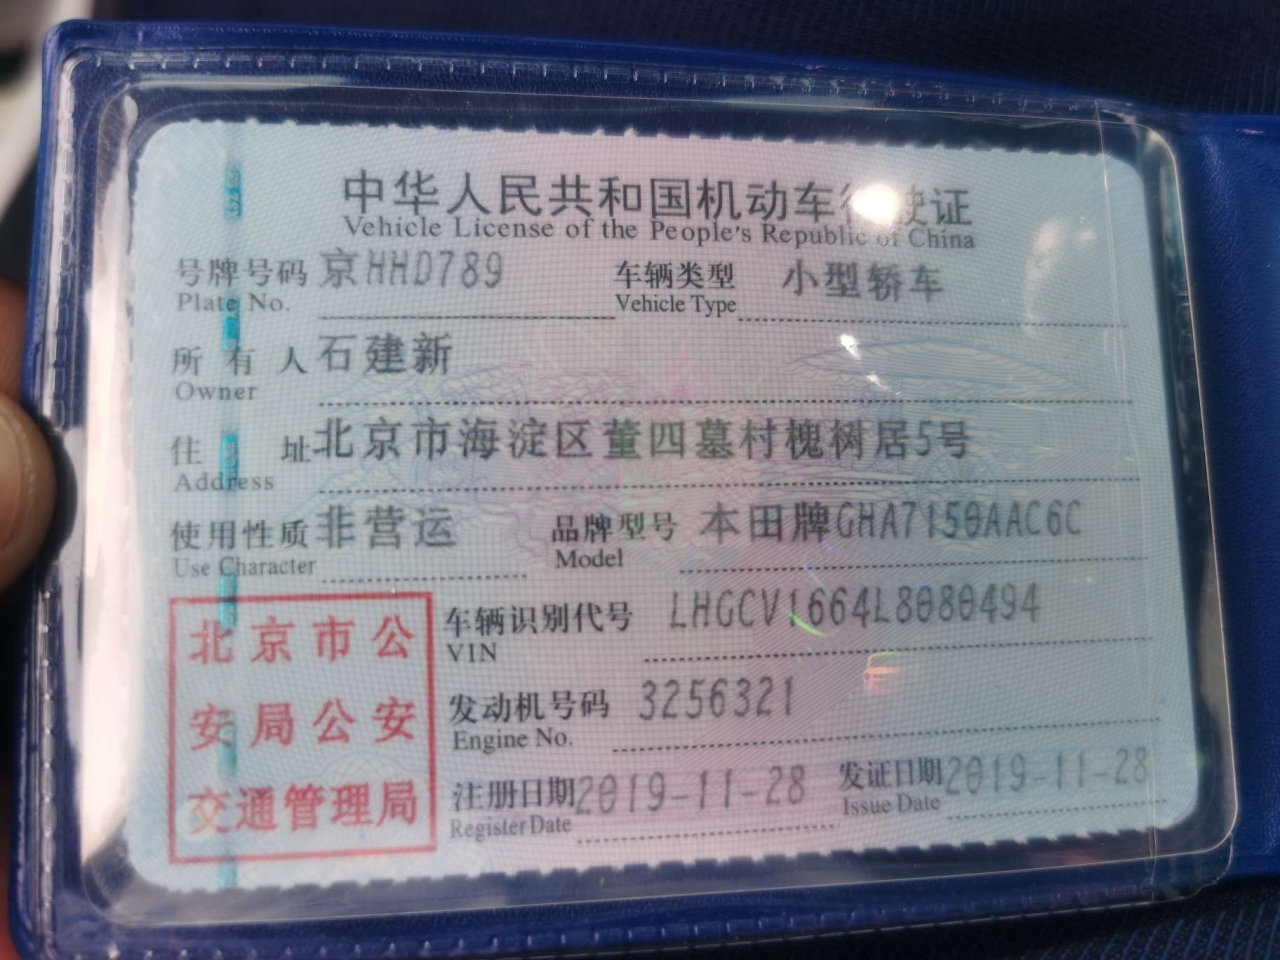 中华人民共和国机动车行驶证
Vehicle License of the People's Republic of China
号牌号码 京HHD789 车辆类型 小型轿车
Plate No. Vehicle Type
所有人 石建新
Owner
住址 北京市海淀区董四墓村槐树居5号
Address
使用性质 非营运 品牌型号 本田牌GHA7150AAC6C
Use Character Model
北京市公
安局公安
交通管理局
车辆识别代号 LHGCV1664L8080494
VIN
发动机号码 3256321
Engine No.
注册日期 2019-11-28 发证日期 2019-11-28
Register Date Issue Date